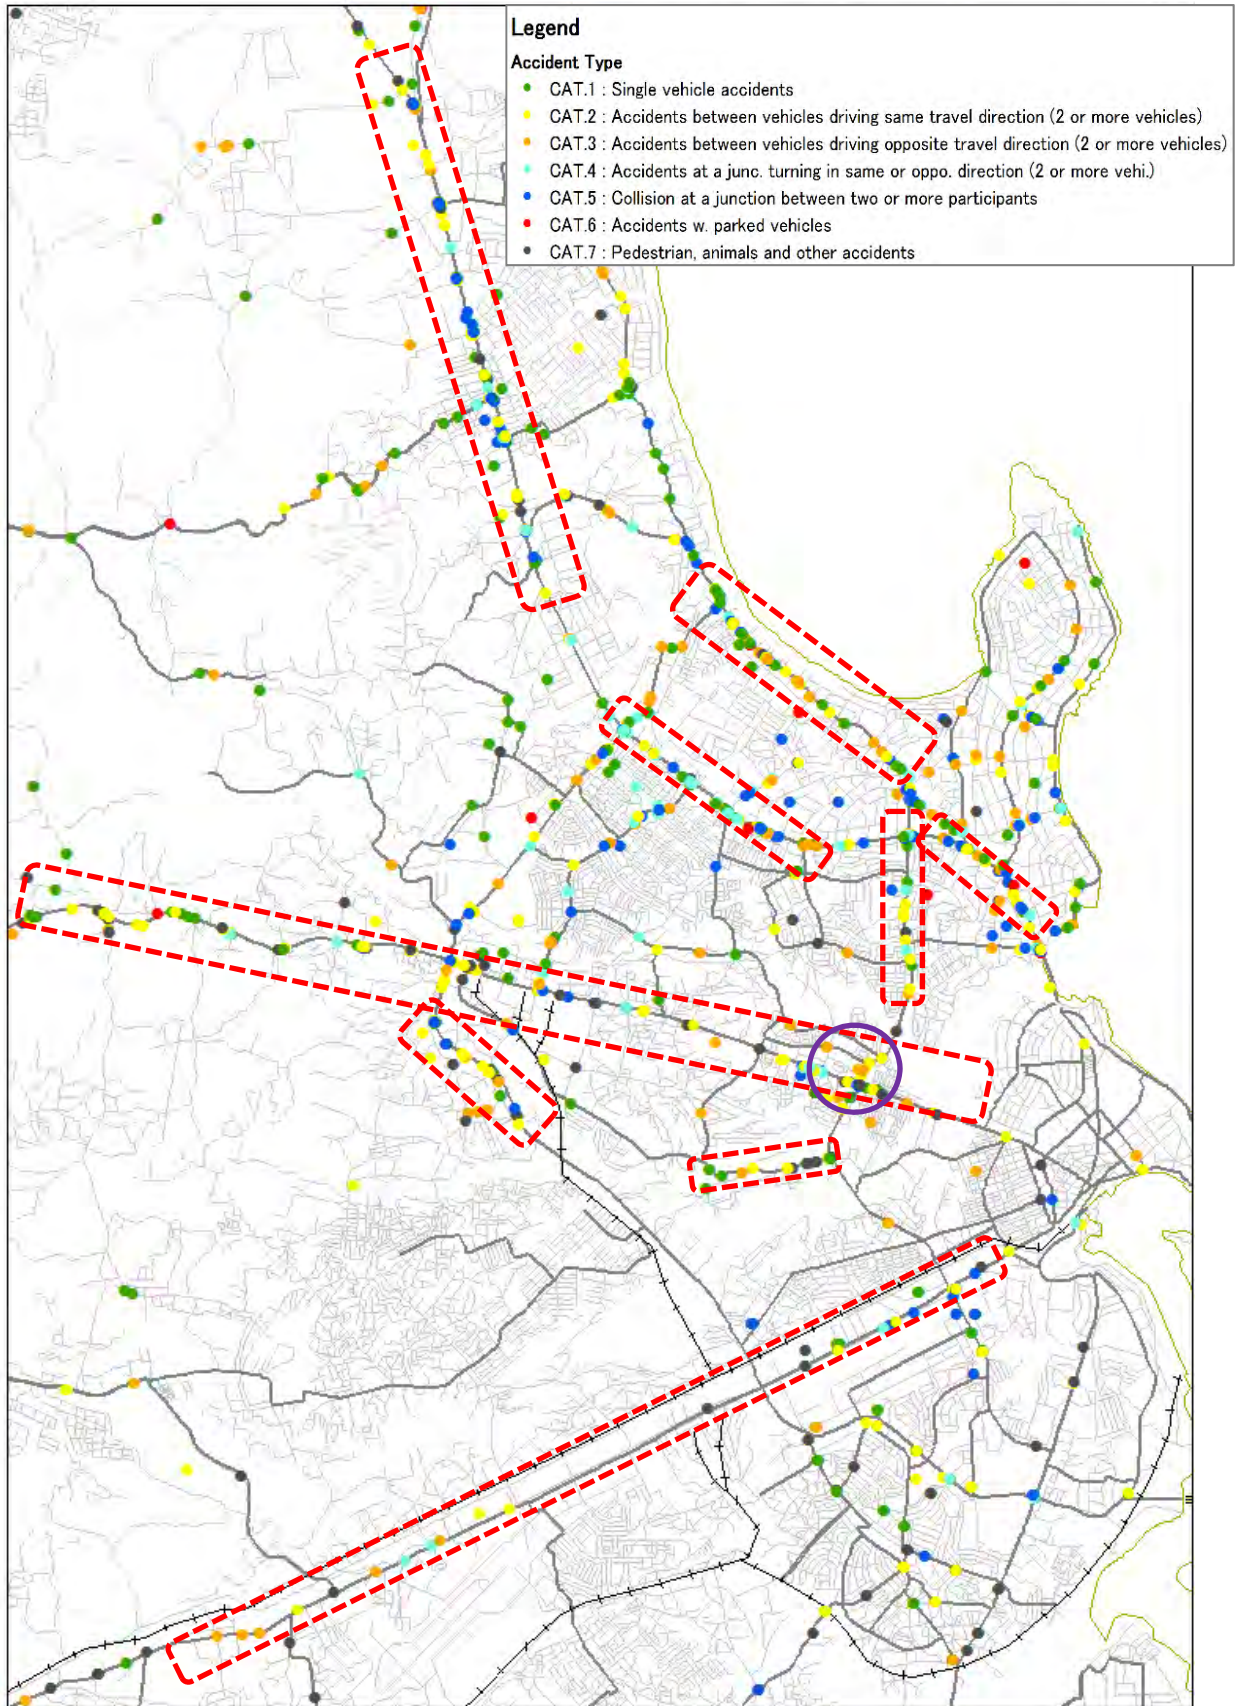 Legend
Accident Type
CAT.1 : Single vehicle accidents
CAT.2 : Accidents between vehicles driving same travel direction (2 or more vehicles)
CAT.3 : Accidents between vehicles driving opposite travel direction (2 or more vehicles)
CAT.4 : Accidents at a junc. turning in same or oppo. direction (2 or more vehi.)
CAT.5 : Collision at a junction between two or more participants
CAT.6 : Accidents w. parked vehicles
CAT.7 : Pedestrian, animals and other accidents